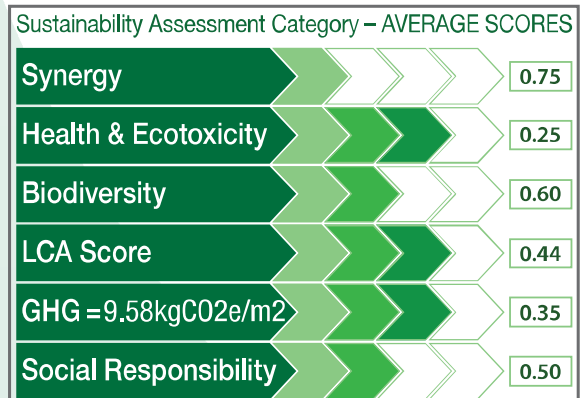 Sustainability Assessment Category – AVERAGE SCORES
Synergy 0.75
Health & Ecotoxicity 0.25
Biodiversity 0.60
LCA Score 0.44
GHG =9.58kgC02e/m2 0.35
Social Responsibility 0.50